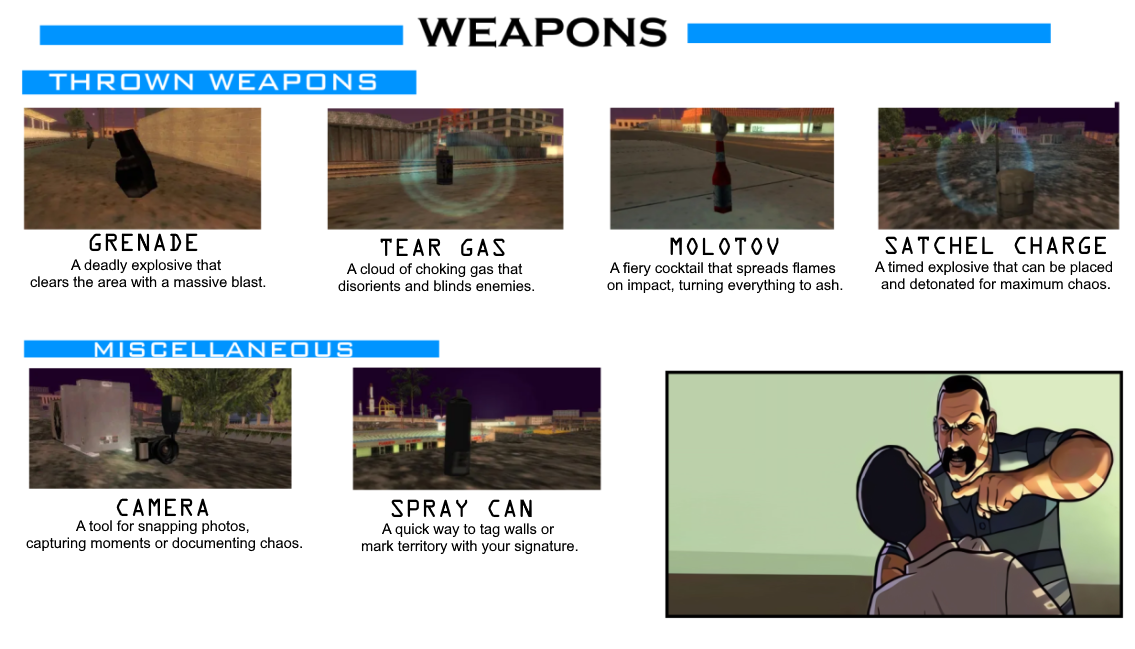 WEAPONS
THROWN WEAPONS
GRENADE
A deadly explosive that
clears the area with a massive blast.
TEAR GAS
A cloud of choking gas that
disorients and blinds enemies.
MOLOTOV
A fiery cocktail that spreads flames
on impact, turning everything to ash.
SATCHEL CHARGE
A timed explosive that can be placed
and detonated for maximum chaos.
MISCELLANEOUS
CAMERA
A tool for snapping photos,
capturing moments or documenting chaos.
SPRAY CAN
A quick way to tag walls or
mark territory with your signature.